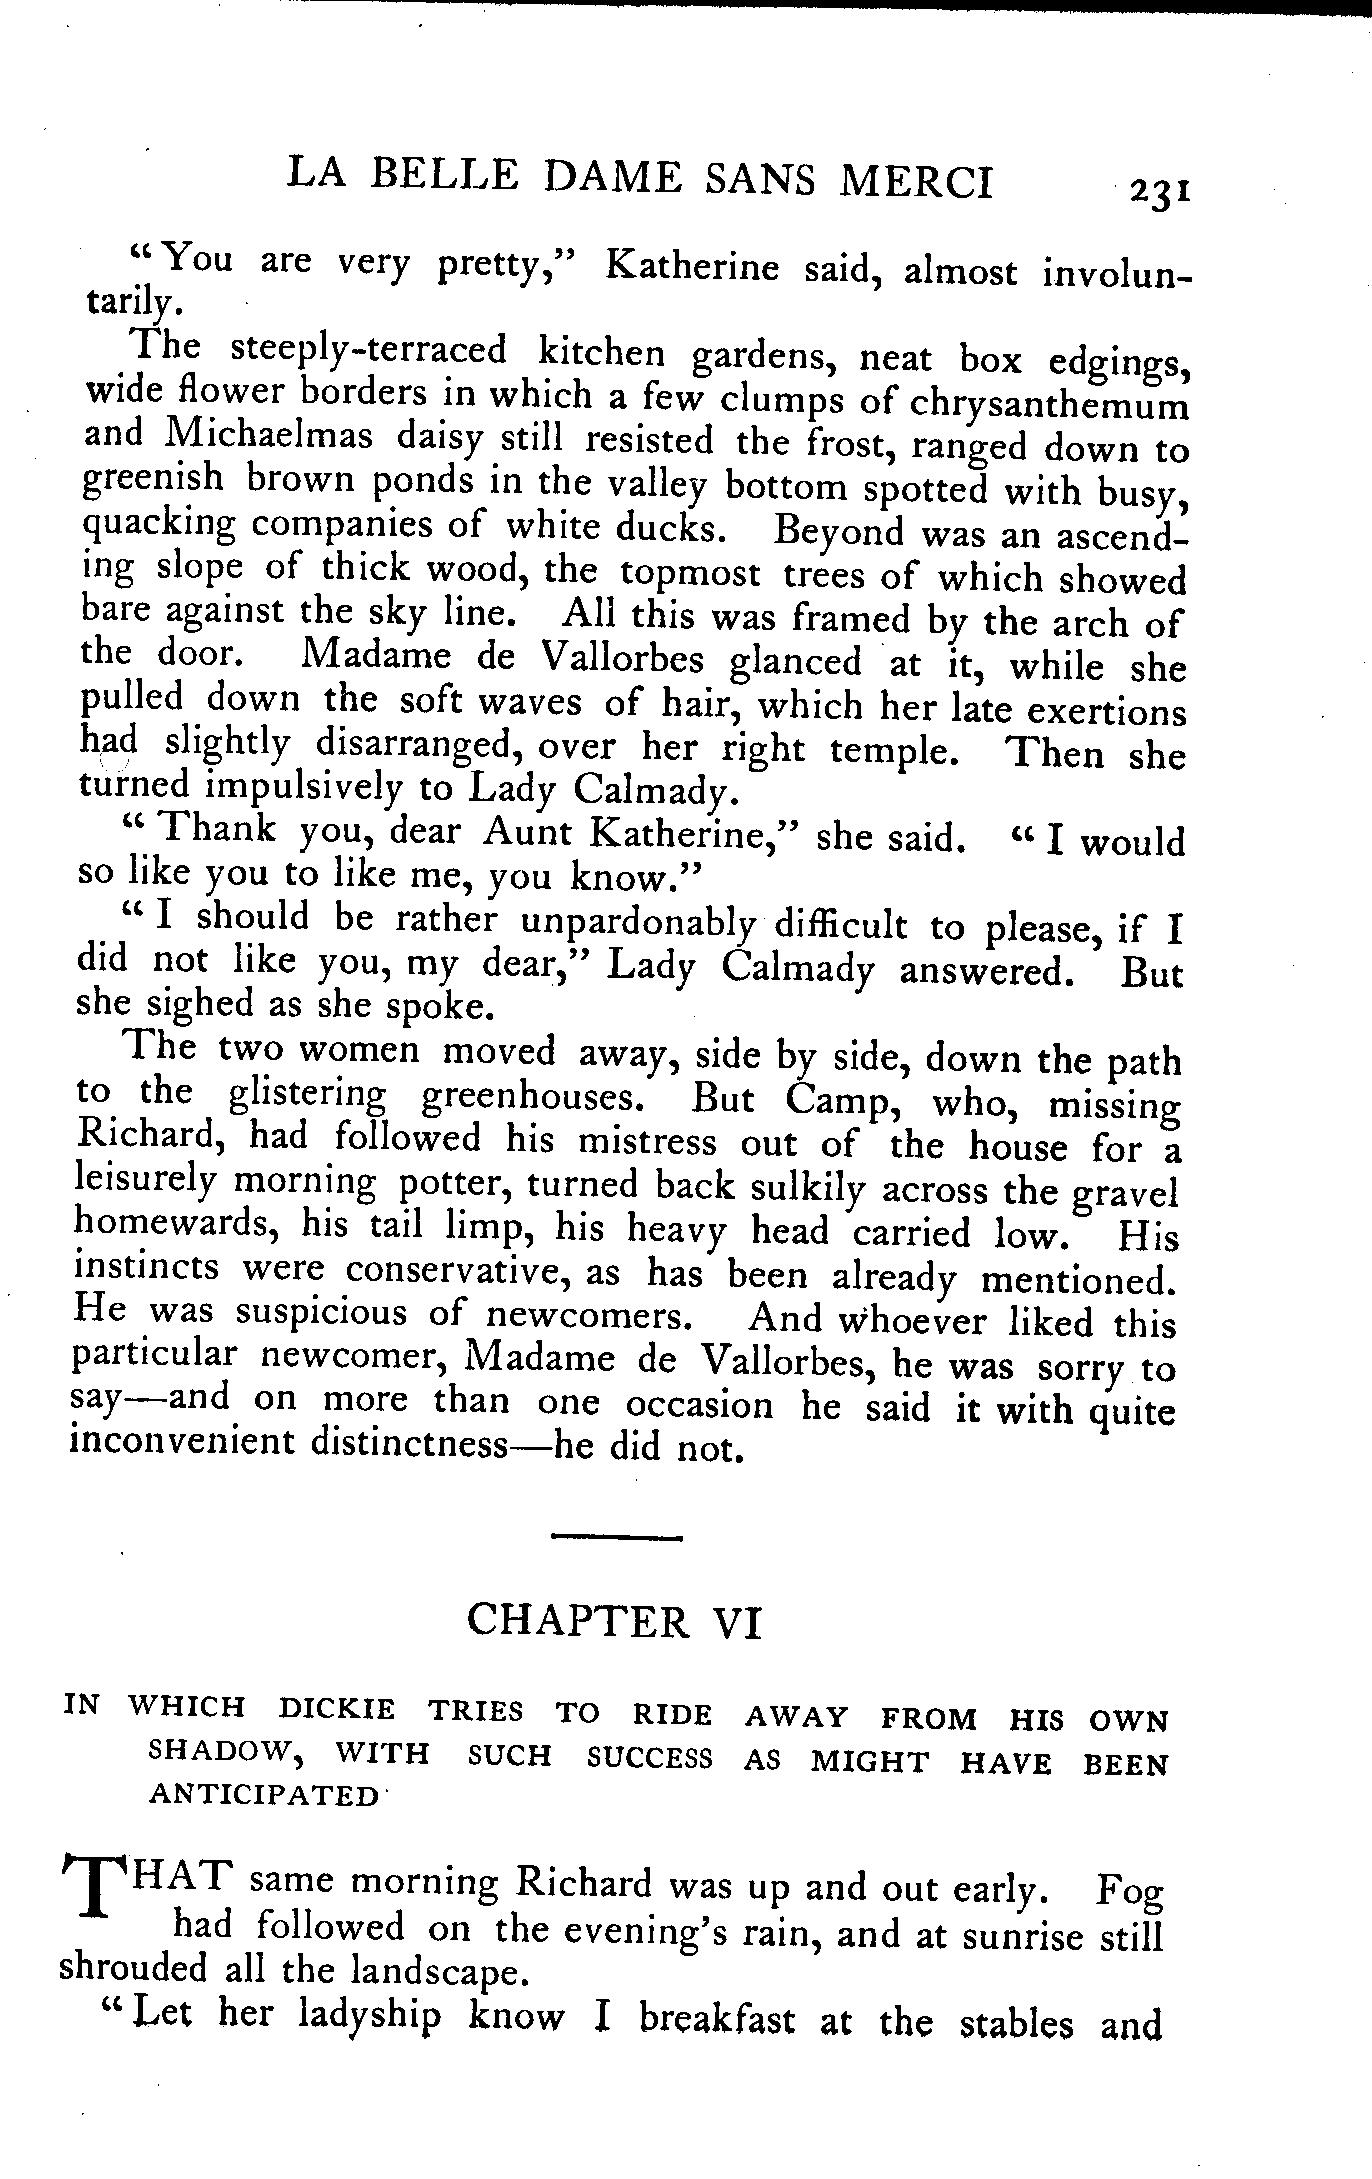 LA BELLE DAME SANS MERCI 231
“You are very pretty,” Katherine said, almost involun-
tarily.
The steeply-terraced kitchen gardens, neat box edgings,
wide flower borders in which a few clumps of chrysanthemum
and Michaelmas daisy still resisted the frost, ranged down to
greenish brown ponds in the valley bottom spotted with busy,
quacking companies of white ducks. Beyond was an ascend-
ing slope of thick wood, the topmost trees of which showed
bare against the sky line. All this was framed by the arch of
the door. Madame de Vallorbes glanced at it, while she
pulled down the soft waves of hair, which her late exertions
had slightly disarranged, over her right temple. Then she
turned impulsively to Lady Calmady.
“Thank you, dear Aunt Katherine,” she said. “I would
so like you to like me, you know.”
“I should be rather unpardonably difficult to please, if I
did not like you, my dear,” Lady Calmady answered. But
she sighed as she spoke.
The two women moved away, side by side, down the path
to the glistering greenhouses. But Camp, who, missing
Richard, had followed his mistress out of the house for a
leisurely morning potter, turned back sulkily across the gravel
homewards, his tail limp, his heavy head carried low. His
instincts were conservative, as has been already mentioned.
He was suspicious of newcomers. And whoever liked this
particular newcomer, Madame de Vallorbes, he was sorry to
say—and on more than one occasion he said it with quite
inconvenient distinctness—he did not.
CHAPTER VI
IN WHICH DICKIE TRIES TO RIDE AWAY FROM HIS OWN
SHADOW, WITH SUCH SUCCESS AS MIGHT HAVE BEEN
ANTICIPATED
THAT same morning Richard was up and out early. Fog
had followed on the evening’s rain, and at sunrise still
shrouded all the landscape.
“Let her ladyship know I breakfast at the stables and